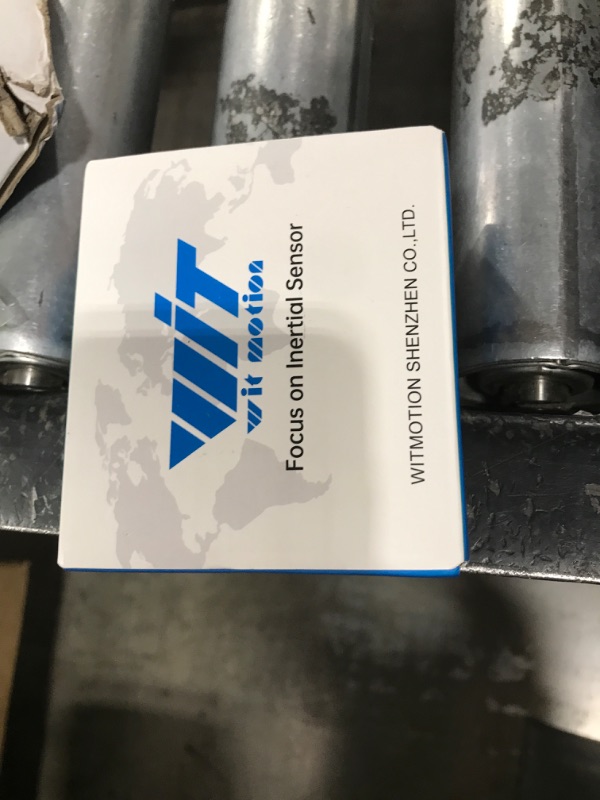 WIT
wit motion
Focus on Inertial Sensor
WITMOTION SHENZHEN CO.,LTD.